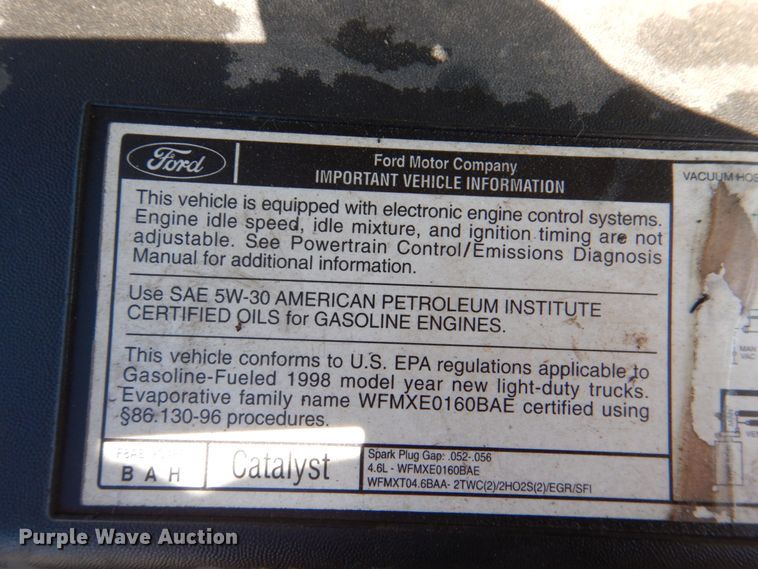 Ford
Ford Motor Company
IMPORTANT VEHICLE INFORMATION
This vehicle is equipped with electronic engine control systems.
Engine idle speed, idle mixture, and ignition timing are not
adjustable. See Powertrain Control/Emissions Diagnosis
Manual for additional information.
Use SAE 5W-30 AMERICAN PETROLEUM INSTITUTE
CERTIFIED OILS for GASOLINE ENGINES.
This vehicle conforms to U.S. EPA regulations applicable to
Gasoline-Fueled 1998 model year new light-duty trucks.
Evaporative family name WFMXE0160BAE certified using
§86.130-96 procedures.
B A H
Catalyst
Spark Plug Gap: .052-.056
4.6L - WFMXE0160BAE
WFMXT04.6BAA- 2TWC(2)/2HO2S(2)/EGR/SFI
VACUUM HOS
MAN
VAC
Purple Wave Auction